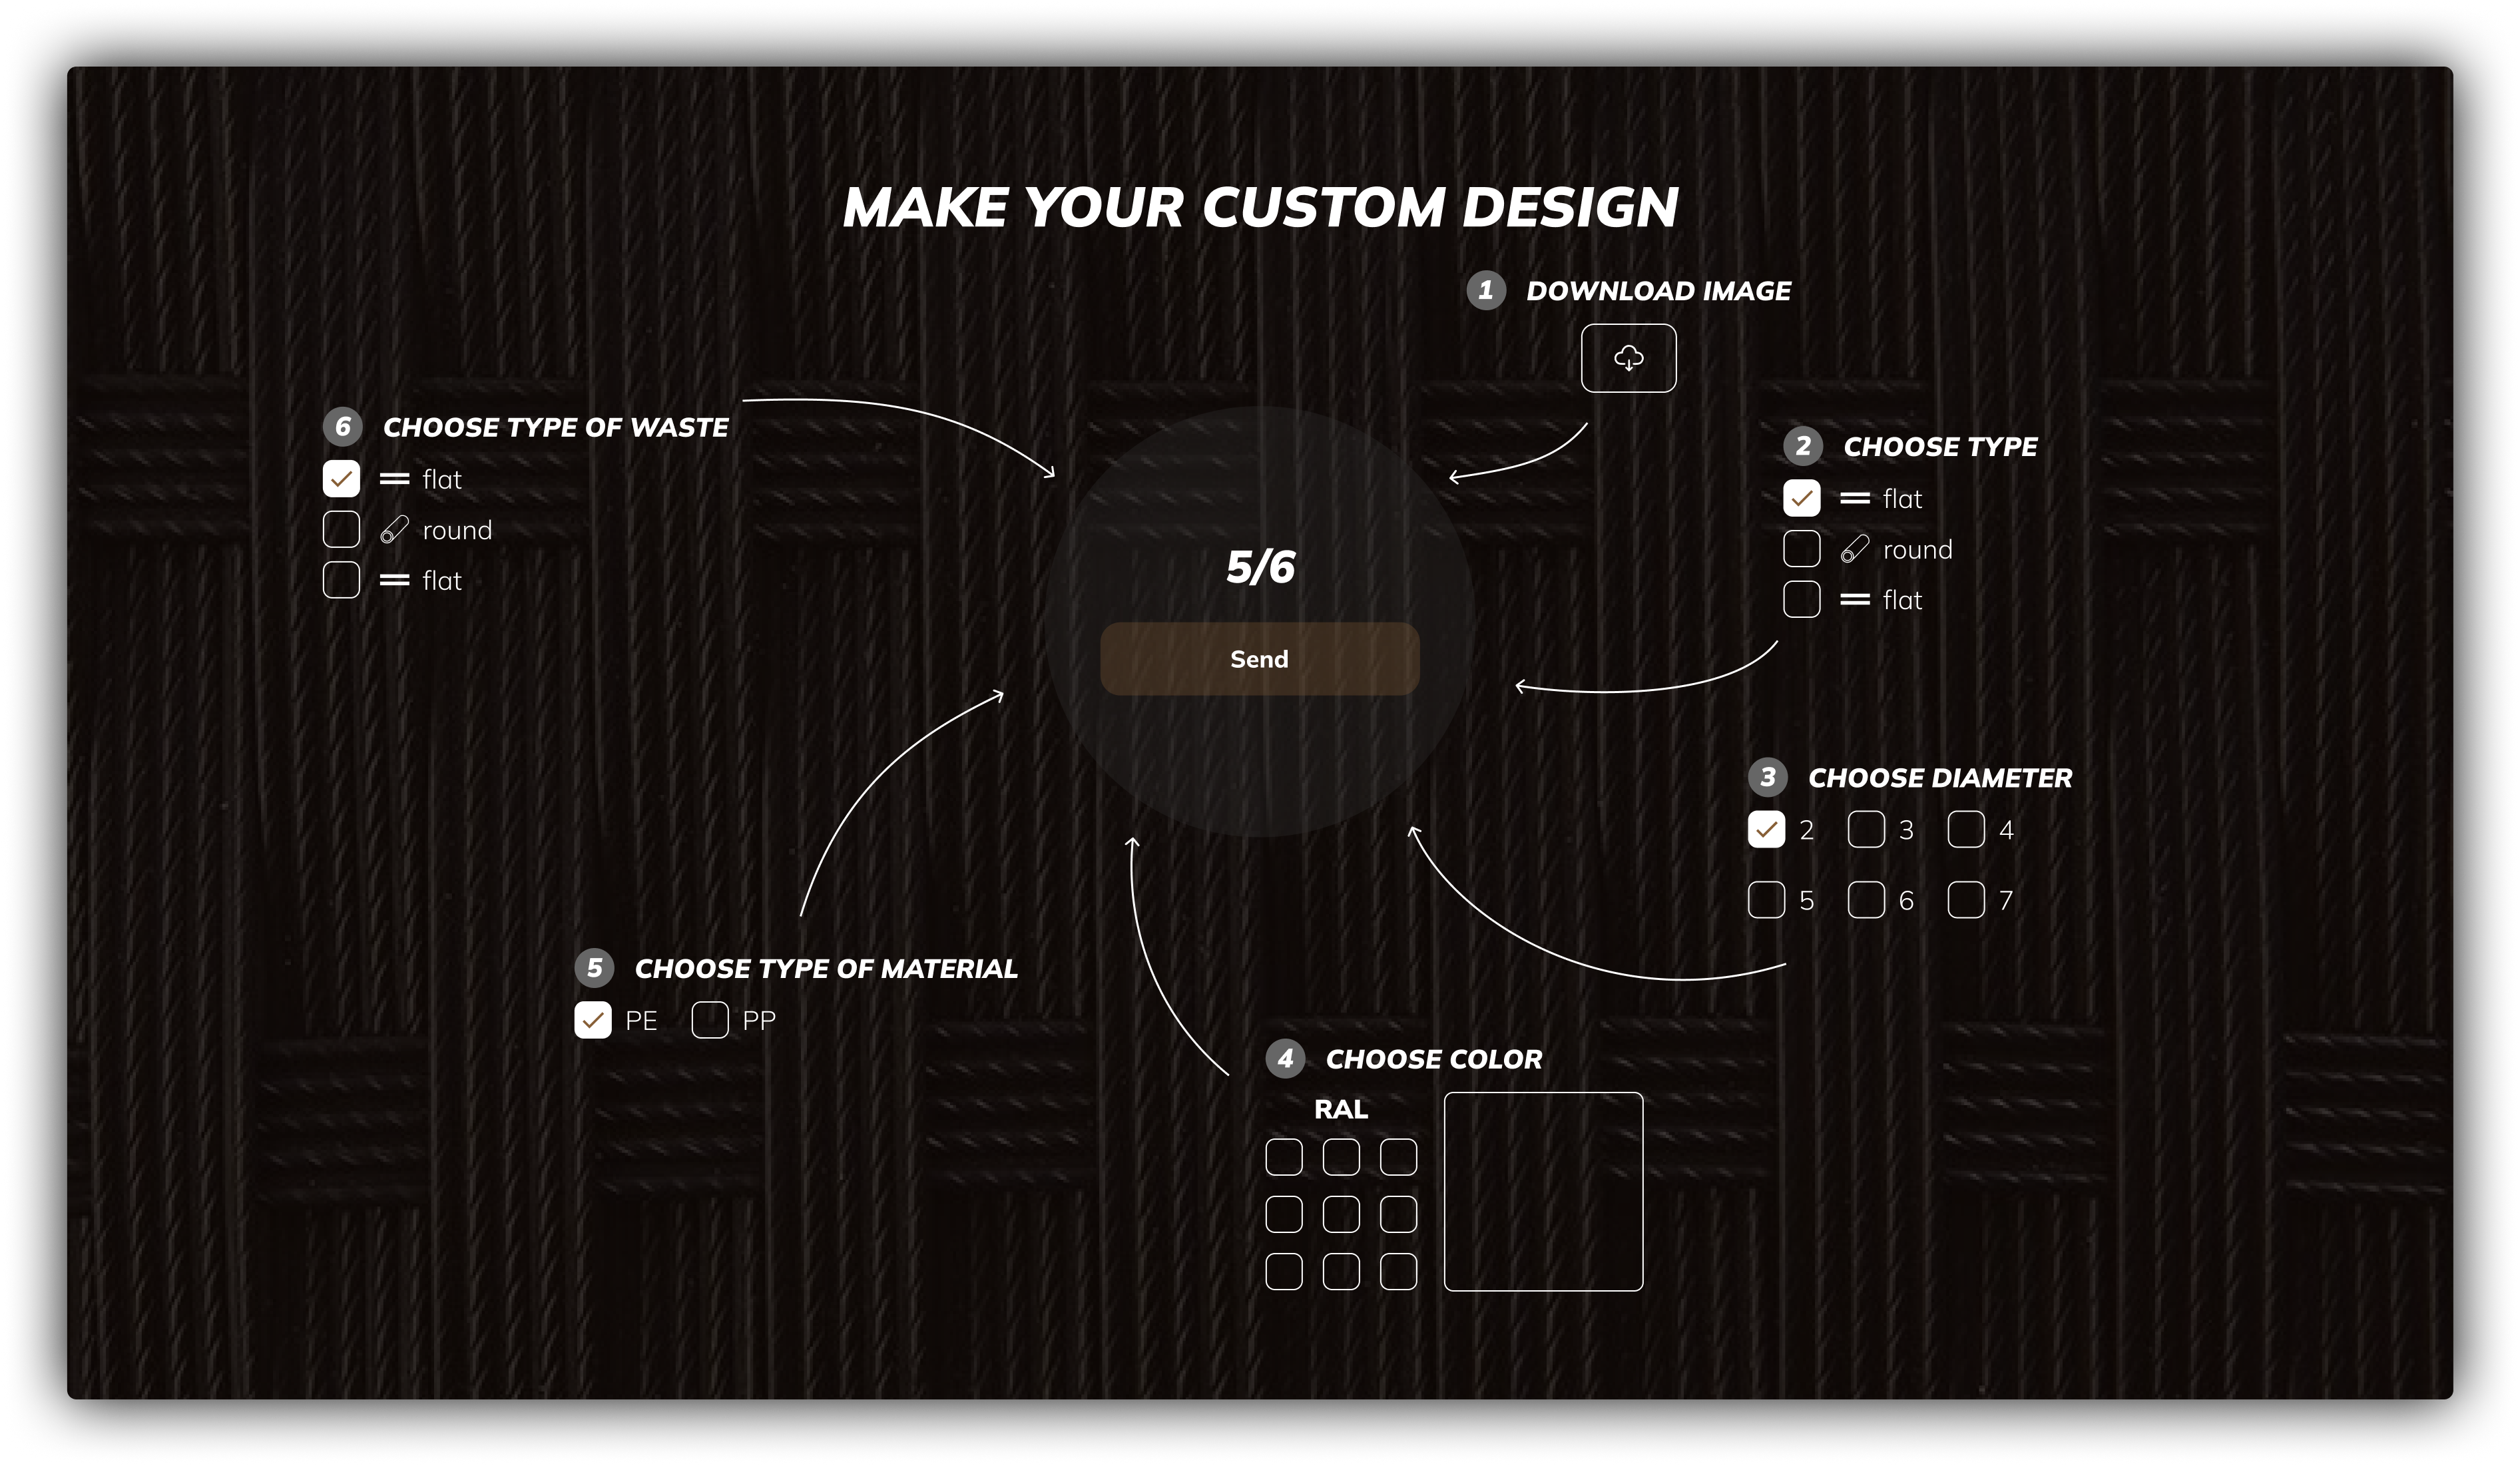 MAKE YOUR CUSTOM DESIGN
1 DOWNLOAD IMAGE
2 CHOOSE TYPE
flat
round
flat
3 CHOOSE DIAMETER
2 3 4
5 6 7
4 CHOOSE COLOR
RAL
5 CHOOSE TYPE OF MATERIAL
PE PP
6 CHOOSE TYPE OF WASTE
flat
round
flat
5/6
Send